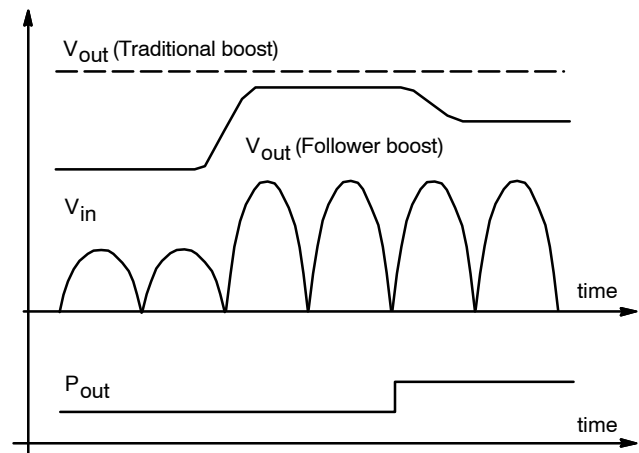 Vout (Traditional boost)
Vout (Follower boost)
Vin
time
Pout
time